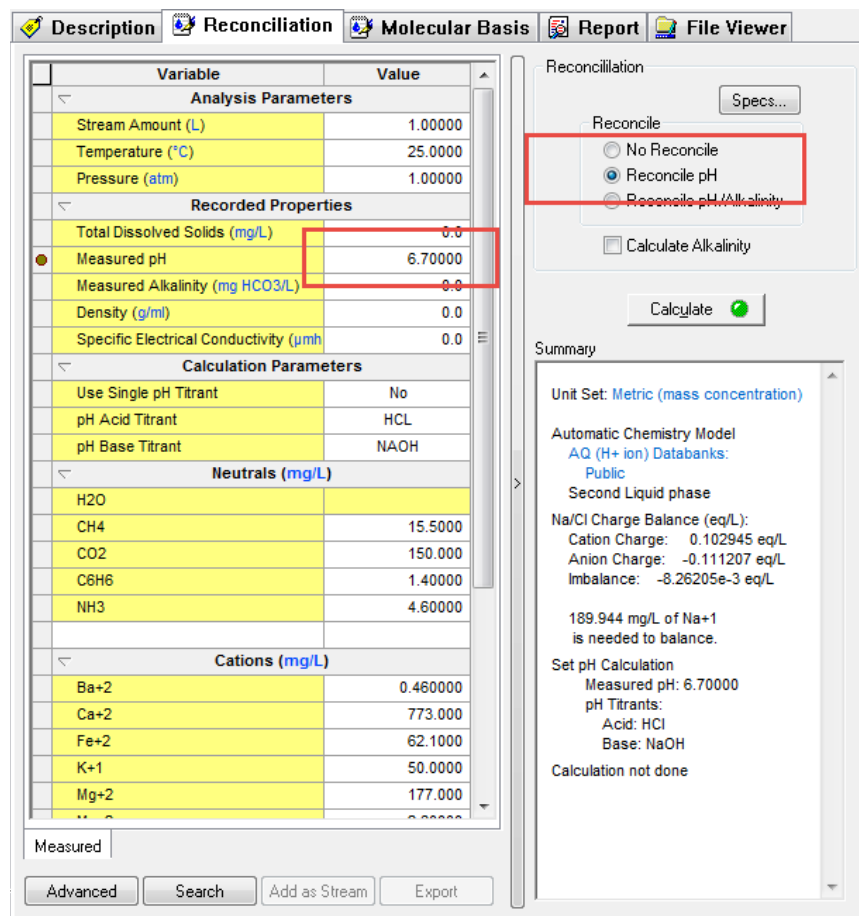 Description Reconciliation Molecular Basis Report File Viewer
Variable Value
Analysis Parameters
Stream Amount (L) 1.00000
Temperature (°C) 25.0000
Pressure (atm) 1.00000
Recorded Properties
Total Dissolved Solids (mg/L) 0.0
Measured pH 6.70000
Measured Alkalinity (mg HCO3/L) 0.0
Density (g/ml) 0.0
Specific Electrical Conductivity (µmh 0.0
Calculation Parameters
Use Single pH Titrant No
pH Acid Titrant HCL
pH Base Titrant NAOH
Neutrals (mg/L)
H2O
CH4 15.5000
CO2 150.000
C6H6 1.40000
NH3 4.60000
Cations (mg/L)
Ba+2 0.460000
Ca+2 773.000
Fe+2 62.1000
K+1 50.0000
Mg+2 177.000
Measured
Advanced Search Add as Stream Export
Reconcililation
Specs...
Reconcile
No Reconcile
Reconcile pH
Reconcile pH/Alkalinity
Calculate Alkalinity
Calculate
Summary
Unit Set: Metric (mass concentration)
Automatic Chemistry Model
AQ (H+ ion) Databanks:
Public
Second Liquid phase
Na/Cl Charge Balance (eq/L):
Cation Charge: 0.102945 eq/L
Anion Charge: -0.111207 eq/L
Imbalance: -8.26205e-3 eq/L
189.944 mg/L of Na+1
is needed to balance.
Set pH Calculation
Measured pH: 6.70000
pH Titrants:
Acid: HCl
Base: NaOH
Calculation not done